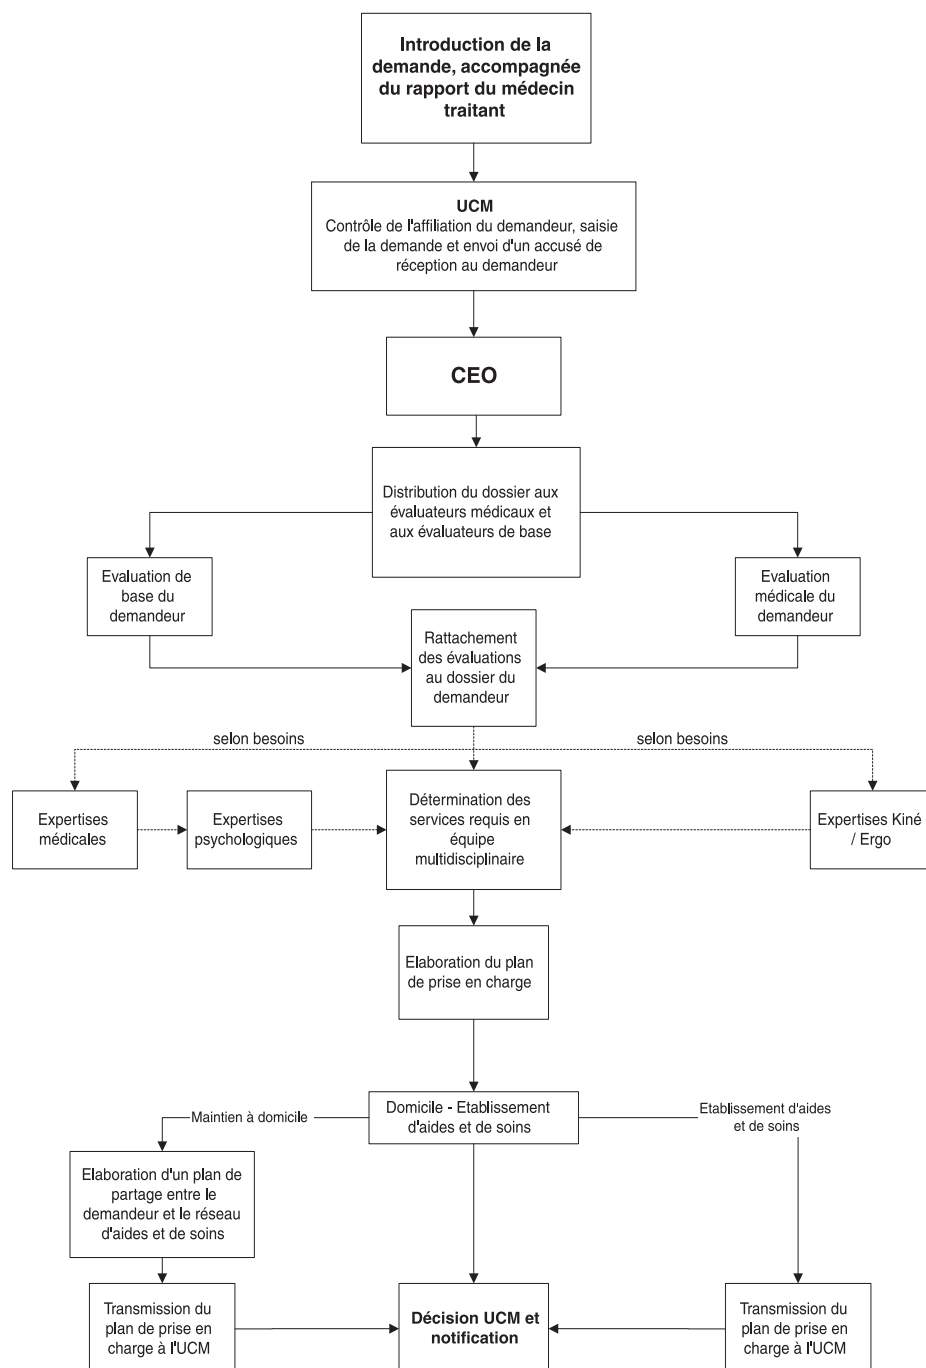 Introduction de la
demande, accompagnée
du rapport du médecin
traitant
UCM
Contrôle de l'affiliation du demandeur, saisie
de la demande et envoi d'un accusé de
réception au demandeur
CEO
Distribution du dossier aux
évaluateurs médicaux et
aux évaluateurs de base
Evaluation de
base du
demandeur
Evaluation
médicale du
demandeur
Rattachement
des évaluations
au dossier du
demandeur
selon besoins
selon besoins
Expertises
médicales
Expertises
psychologiques
Détermination des
services requis en
équipe
multidisciplinaire
Expertises Kiné
/ Ergo
Elaboration du plan
de prise en charge
Maintien à domicile
Domicile - Etablissement
d'aides et de soins
Etablissement d'aides
et de soins
Elaboration d'un plan de
partage entre le
demandeur et le réseau
d'aides et de soins
Transmission du
plan de prise en
charge à l'UCM
Décision UCM et
notification
Transmission du
plan de prise en
charge à l'UCM